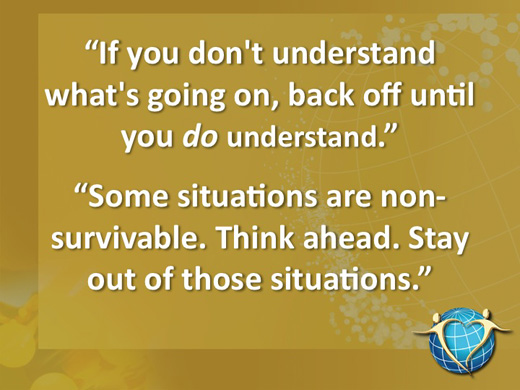 “If you don't understand
what's going on, back off until
you do understand.”
“Some situations are non-
survivable. Think ahead. Stay
out of those situations.”